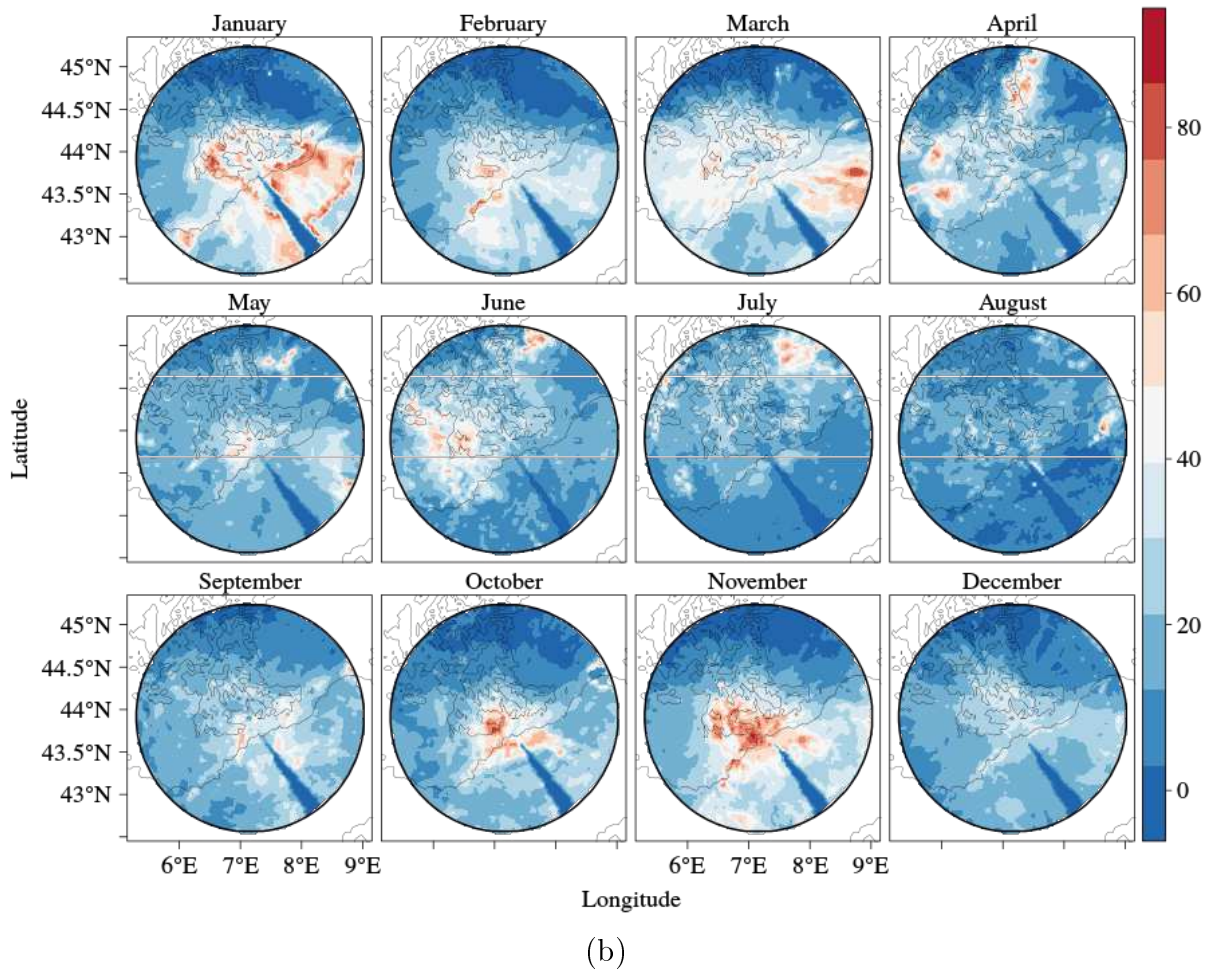 January February March April
45°N
44.5°N
44°N
43.5°N
43°N
80
60
40
20
0
May June July August
Latitude
September October November December
45°N
44.5°N
44°N
43.5°N
43°N
6°E 7°E 8°E 9°E 6°E 7°E 8°E 9°E
Longitude
(b)